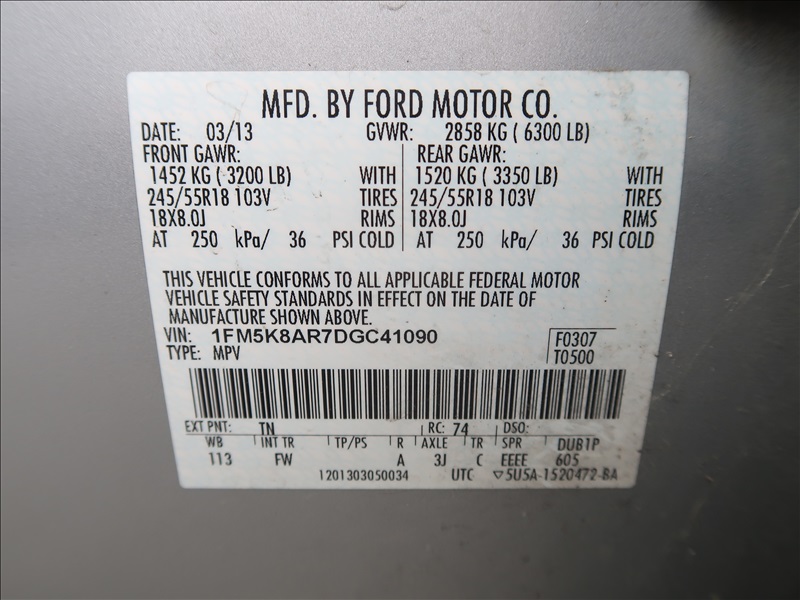 MFD. BY FORD MOTOR CO.
DATE: 03/13 GVWR: 2858 KG ( 6300 LB)
FRONT GAWR: REAR GAWR:
1452 KG ( 3200 LB) WITH 1520 KG ( 3350 LB) WITH
245/55R18 103V TIRES 245/55R18 103V TIRES
18X8.0J RIMS 18X8.0J RIMS
AT 250 kPa/ 36 PSI COLD AT 250 kPa/ 36 PSI COLD
THIS VEHICLE CONFORMS TO ALL APPLICABLE FEDERAL MOTOR
VEHICLE SAFETY STANDARDS IN EFFECT ON THE DATE OF
MANUFACTURE SHOWN ABOVE.
VIN: 1FM5K8AR7DGC41090 F0307
TYPE: MPV T0500
EXT PNT: TN RC: 74 DSO:
WB INT TR TP/PS R AXLE TR SPR DUB1P
113 FW A 3J C EEEE 605
1201303050034 UTC ▽5U5A-1520472-BA